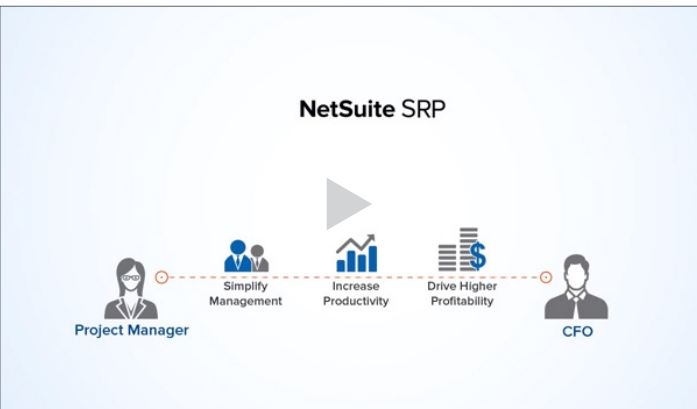 NetSuite SRP
Simplify
Management
Increase
Productivity
Drive Higher
Profitability
Project Manager
CFO